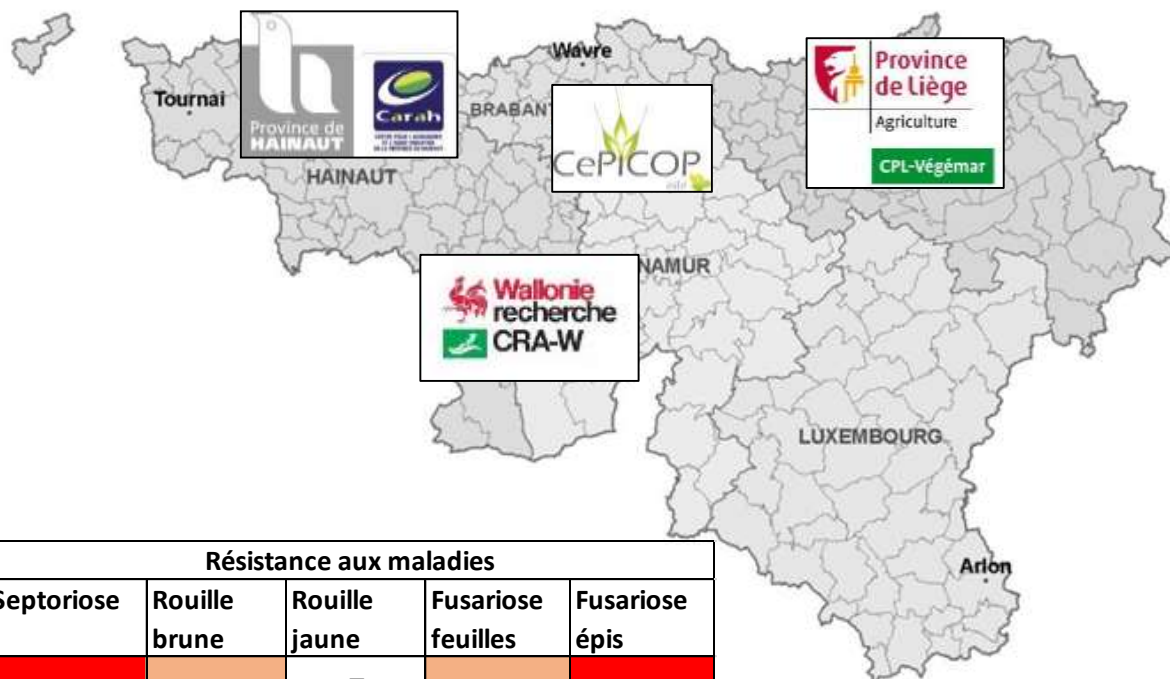 Wavre
Tournai
BRABANT
HAINAUT
NAMUR
LUXEMBOURG
Arlon
Province de
HAINAUT
Carah
CePICOP
asbl
Province
de Liège
Agriculture
CPL-Végémar
Wallonie
recherche
CRA-W
Résistance aux maladies
Septoriose Rouille brune Rouille jaune Fusariose feuilles Fusariose épis